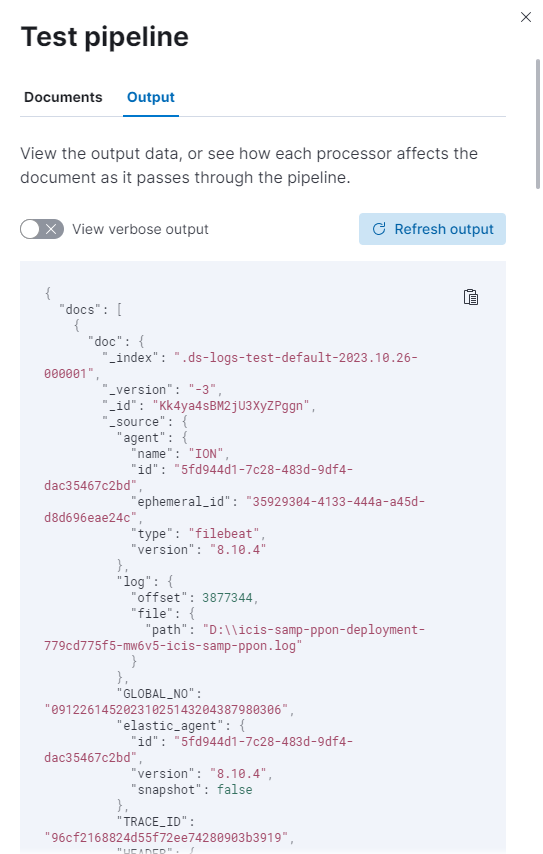 Test pipeline
Documents Output
View the output data, or see how each processor affects the
document as it passes through the pipeline.
View verbose output Refresh output
{
"docs": [
{
"doc": {
"_index": ".ds-logs-test-default-2023.10.26-
000001",
"_version": "-3",
"_id": "Kk4ya4sBM2jU3XyZPggn",
"_source": {
"agent": {
"name": "ION",
"id": "5fd944d1-7c28-483d-9df4-
dac35467c2bd",
"ephemeral_id": "35929304-4133-444a-a45d-
d8d696eae24c",
"type": "filebeat",
"version": "8.10.4"
},
"log": {
"offset": 3877344,
"file": {
"path": "D:\\icis-samp-ppon-deployment-
779cd775f5-mw6v5-icis-samp-ppon.log"
}
},
"GLOBAL_NO":
"09122614520231025143204387980306",
"elastic_agent": {
"id": "5fd944d1-7c28-483d-9df4-
dac35467c2bd",
"version": "8.10.4",
"snapshot": false
},
"TRACE_ID":
"96cf2168824d55f72ee74280903b3919",
"HEADER": {